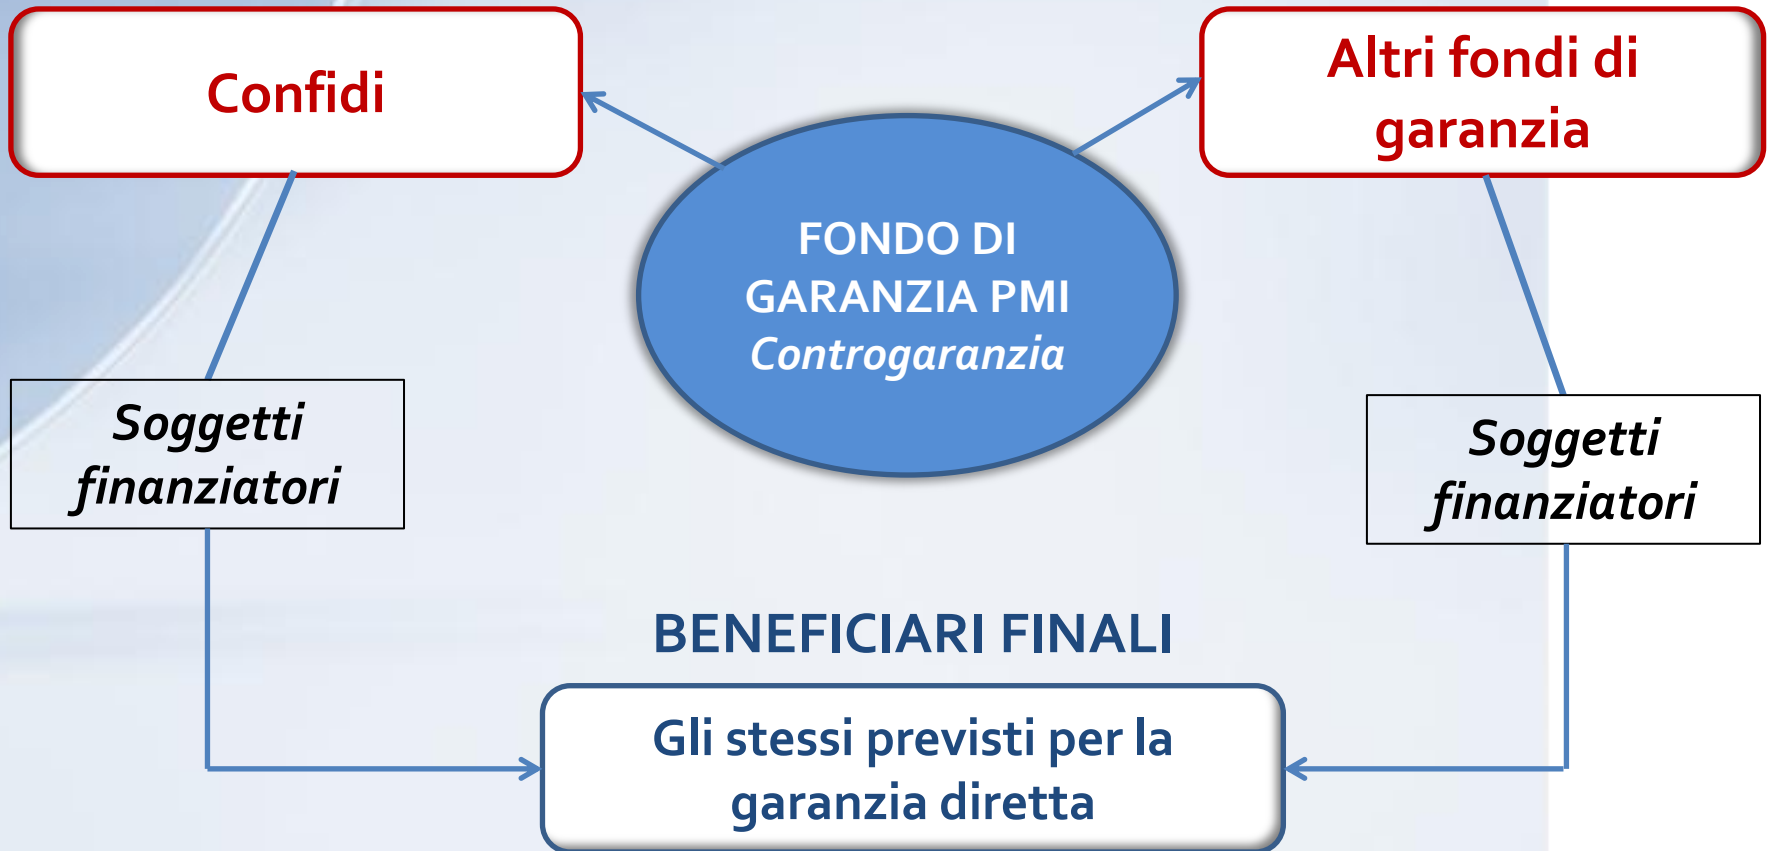 Confidi
Altri fondi di
garanzia
FONDO DI
GARANZIA PMI
Controgaranzia
Soggetti
finanziatori
Soggetti
finanziatori
BENEFICIARI FINALI
Gli stessi previsti per la
garanzia diretta